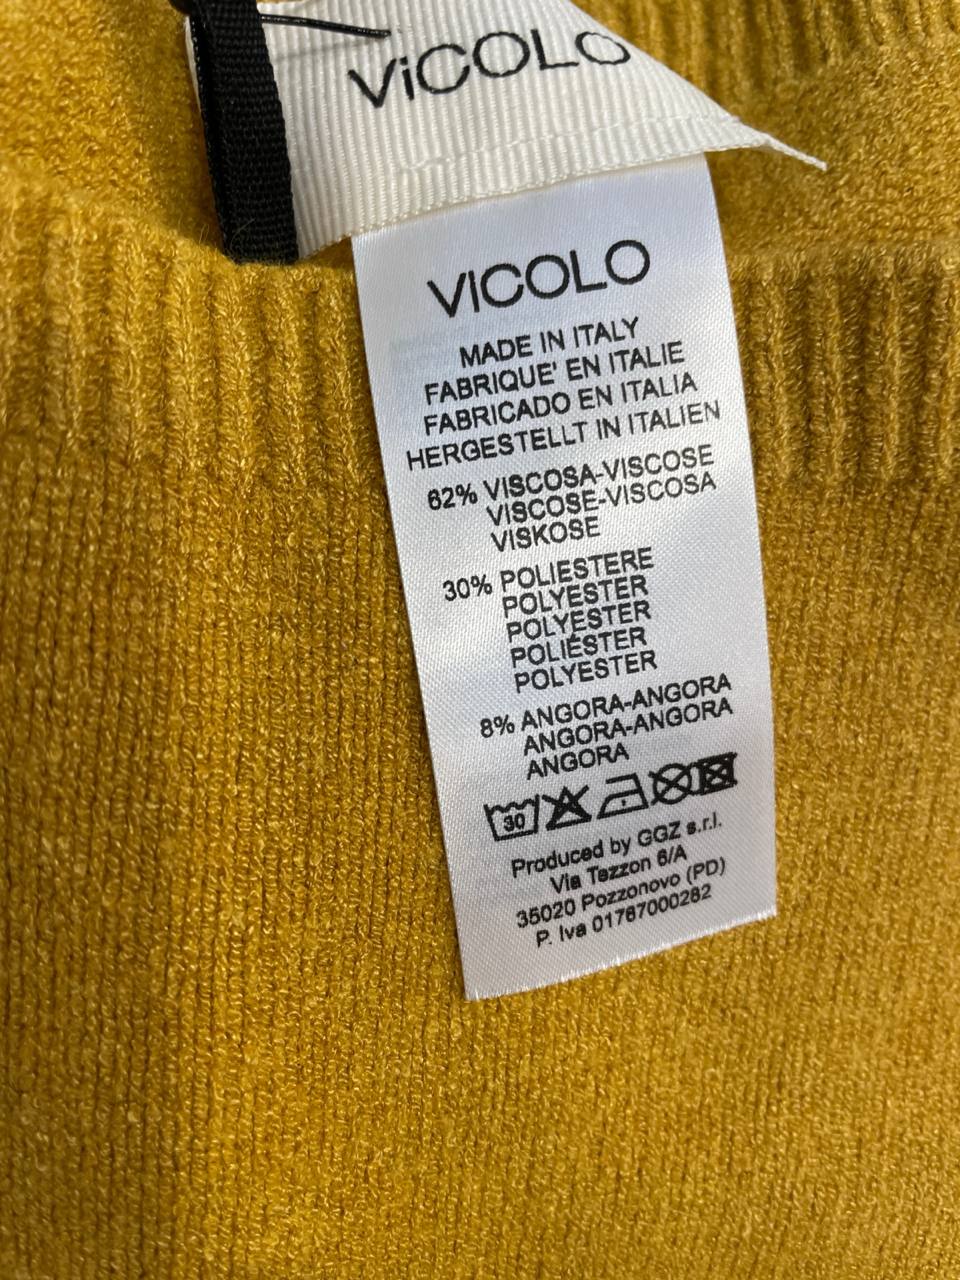 ViCOLO
VICOLO
MADE IN ITALY
FABRIQUE' EN ITALIE
FABRICADO EN ITALIA
HERGESTELLT IN ITALIEN
62% VISCOSA-VISCOSE
VISCOSE-VISCOSA
VISKOSE
30% POLIESTERE
POLYESTER
POLYESTER
POLIÉSTER
POLYESTER
8% ANGORA-ANGORA
ANGORA-ANGORA
ANGORA
30
Produced by GGZ s.r.l.
Via Tezzon 6/A
35020 Pozzonovo (PD)
P. Iva 01767000282